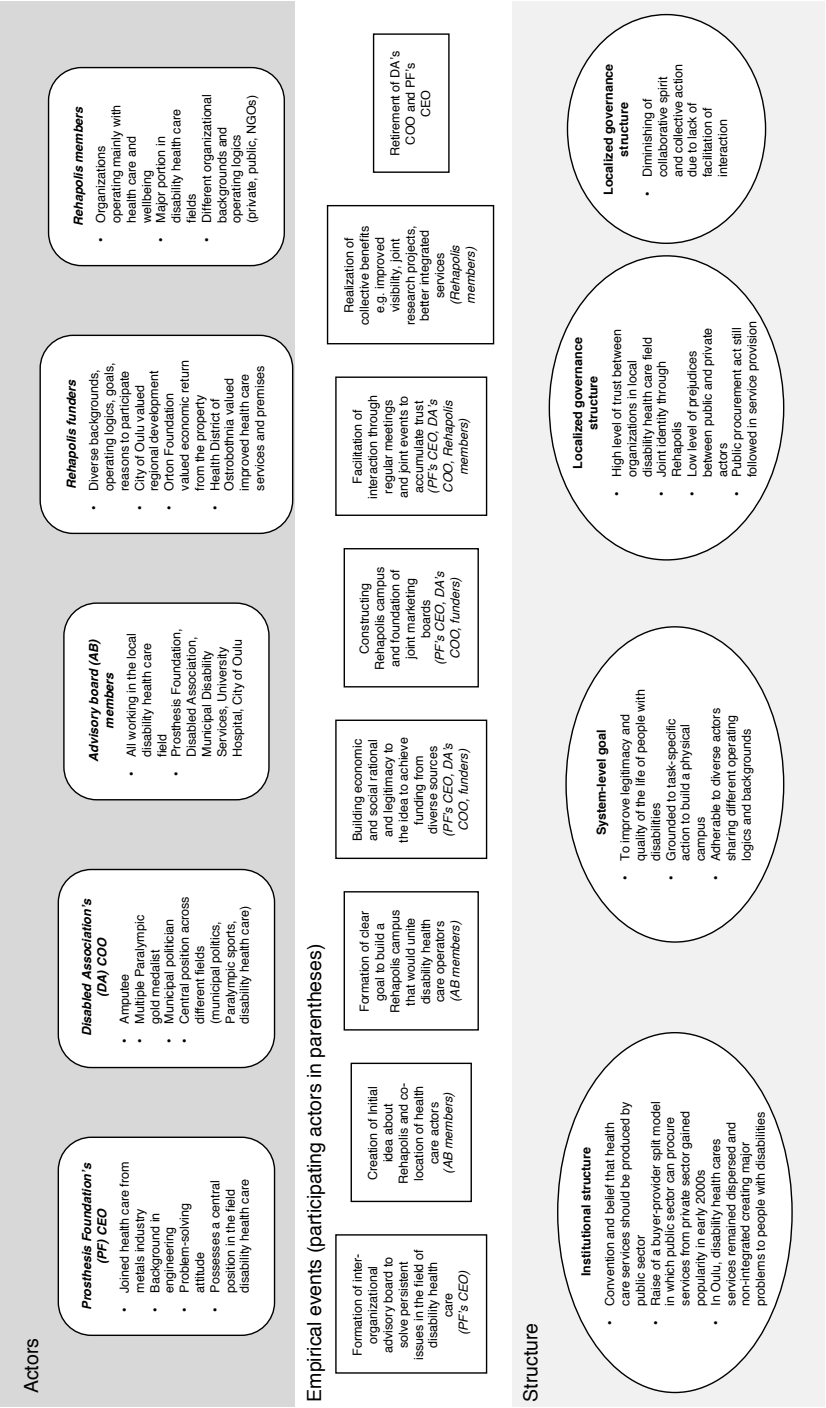 Actors
Prosthesis Foundation's
(PF) CEO
• Joined health care from
metals industry
• Background in
engineering
• Problem-solving
attitude
• Possesses a central
position in the field
disability health care
Disabled Association's
(DA) COO
• Amputee
• Multiple Paralympic
gold medalist
• Municipal politician
• Central position across
different fields
(municipal politics,
Paralympic sports,
disability health care)
Advisory board (AB)
members
• All working in the local
disability health care
field
• Prosthesis Foundation,
Disabled Association,
Municipal Disability
Services, University
Hospital, City of Oulu
Rehapolis funders
• Diverse backgrounds,
operating logics, goals,
reasons to participate
• City of Oulu valued
regional development
• Orton Foundation
valued economic return
from the property
• Health District of
Ostrobothnia valued
improved health care
services and premises
Rehapolis members
• Organizations
operating mainly with
health care and
wellbeing
• Major portion in
disability health care
fields
• Different organizational
backgrounds and
operating logics
(private, public, NGOs)
Empirical events (participating actors in parentheses)
Formation of inter-
organizational
advisory board to
solve persistent
issues in the field of
disability health
care
(PF's CEO)
Creation of Initial
idea about
Rehapolis and co-
location of health
care actors
(AB members)
Formation of clear
goal to build a
Rehapolis campus
that would unite
disability health
care operators
(AB members)
Building economic
and social rational
and legitimacy to
the idea to achieve
funding from
diverse sources
(PF's CEO, DA's
COO, funders)
Constructing
Rehapolis campus
and foundation of
joint marketing
boards
(PF's CEO, DA's
COO, funders)
Facilitation of
interaction through
regular meetings
and joint events to
accumulate trust
(PF's CEO, DA's
COO, Rehapolis
members)
Realization of
collective benefits
e.g. improved
visibility, joint
research projects,
better integrated
services
(Rehapolis
members)
Retirement of DA's
COO and PF's
CEO
Structure
Institutional structure
• Convention and belief that health
care services should be produced by
public sector
• Raise of a buyer-provider split model
in which public sector can procure
services from private sector gained
popularity in early 2000s
• In Oulu, disability health cares
services remained dispersed and
non-integrated creating major
problems to people with disabilities
System-level goal
• To improve legitimacy and
quality of the life of people with
disabilities
• Grounded to task-specific
action to build a physical
campus
• Adherable to diverse actors
sharing different operating
logics and backgrounds
Localized governance
structure
• High level of trust between
organizations in local
disability health care field
• Joint identity through
Rehapolis
• Low level of prejudices
between public and private
actors
• Public procurement act still
followed in service provision
Localized governance
structure
• Diminishing of
collaborative spirit
and collective action
due to lack of
facilitation of
interaction